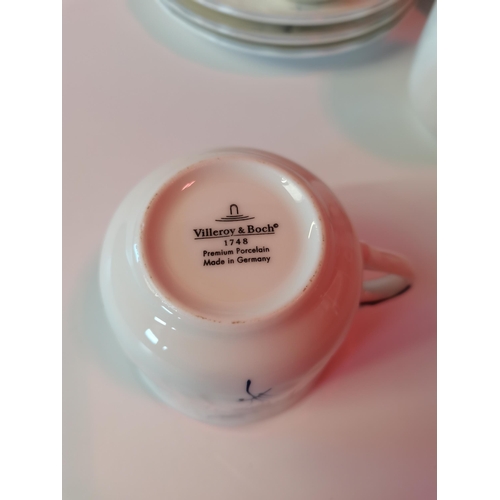 Villeroy & Boch©
1748
Premium Porcelain
Made in Germany